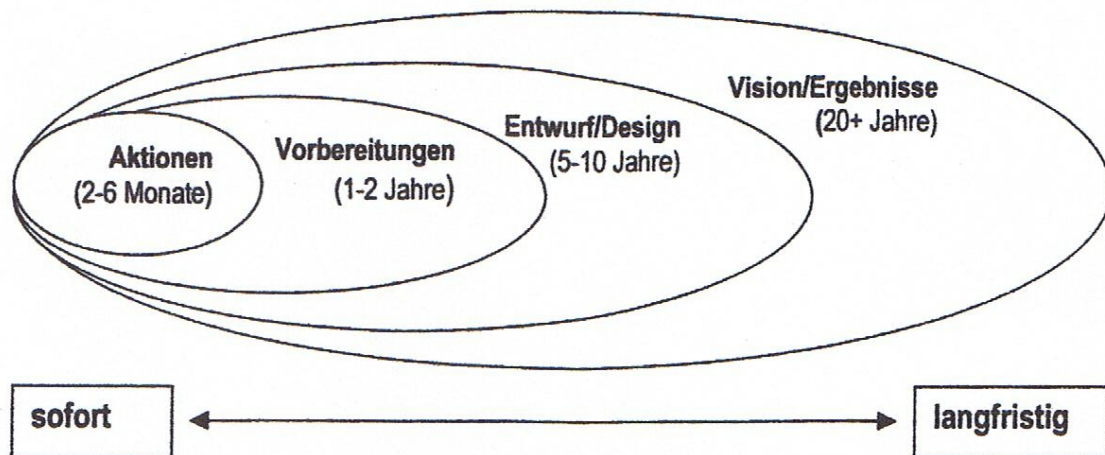 Vision/Ergebnisse
(20+ Jahre)
Entwurf/Design
(5-10 Jahre)
Vorbereitungen
(1-2 Jahre)
Aktionen
(2-6 Monate)
sofort
langfristig